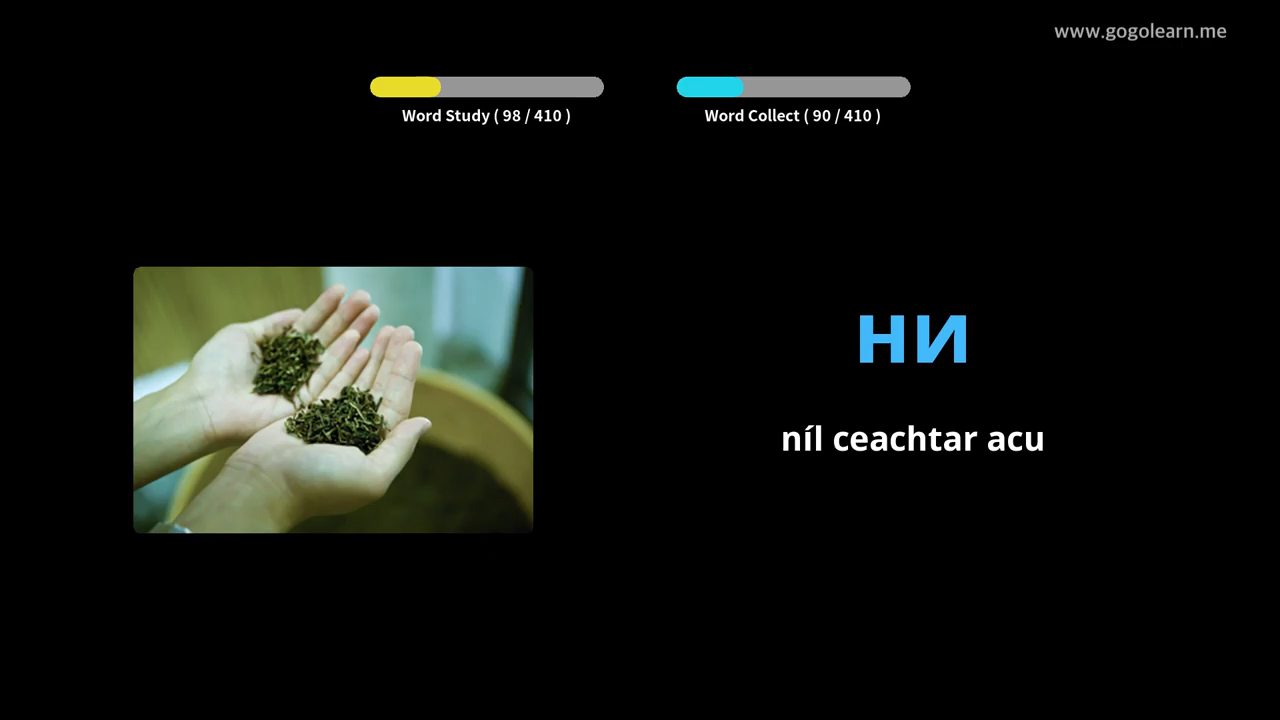 www.gogolearn.me
Word Study ( 98 / 410 )
Word Collect ( 90 / 410 )
ни
níl ceachtar acu